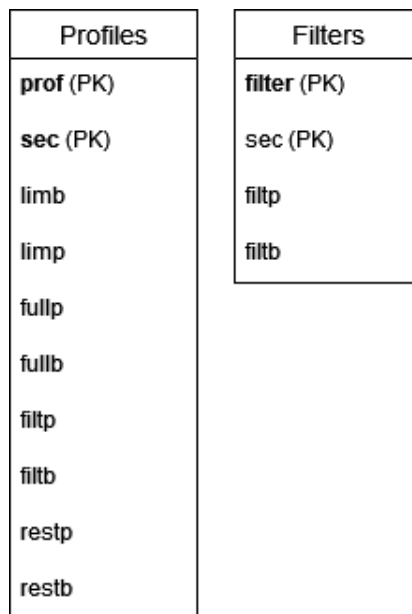 Profiles
prof (PK)
sec (PK)
limb
limp
fullp
fullb
filtp
filtb
restp
restb
Filters
filter (PK)
sec (PK)
filtp
filtb